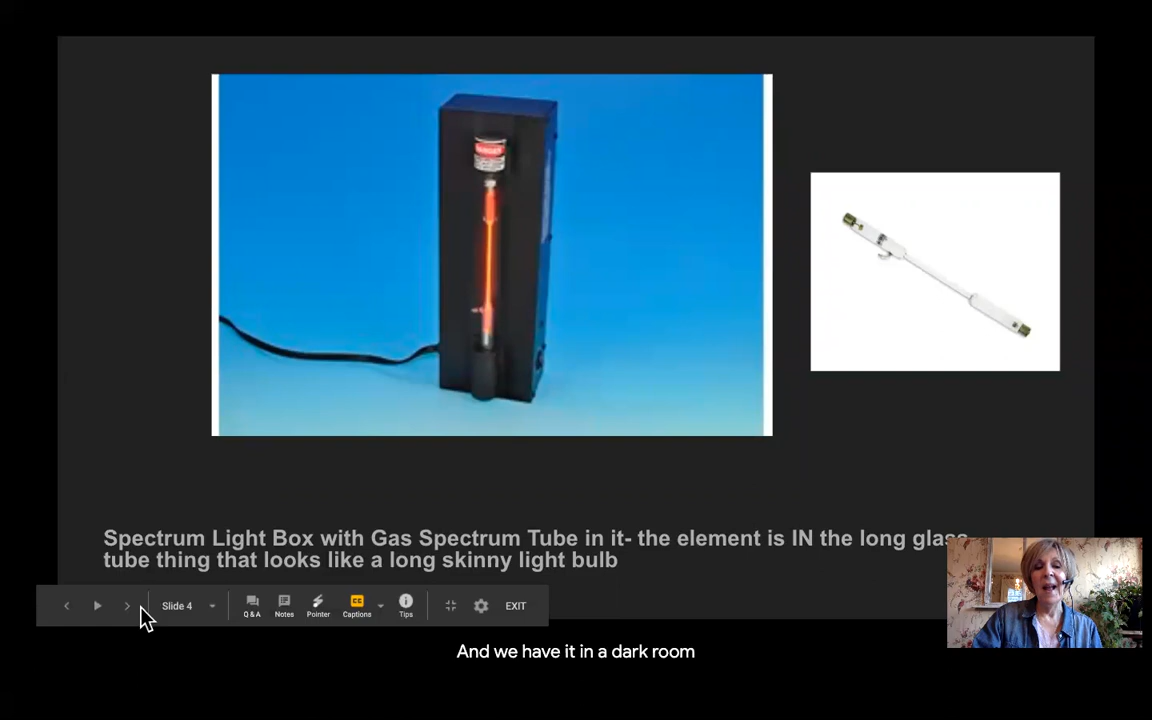 DANGER
Spectrum Light Box with Gas Spectrum Tube in it- the element is IN the long glass
tube thing that looks like a long skinny light bulb
Slide 4
Q&A
Notes
Pointer
CC
Captions
Tips
EXIT
And we have it in a dark room